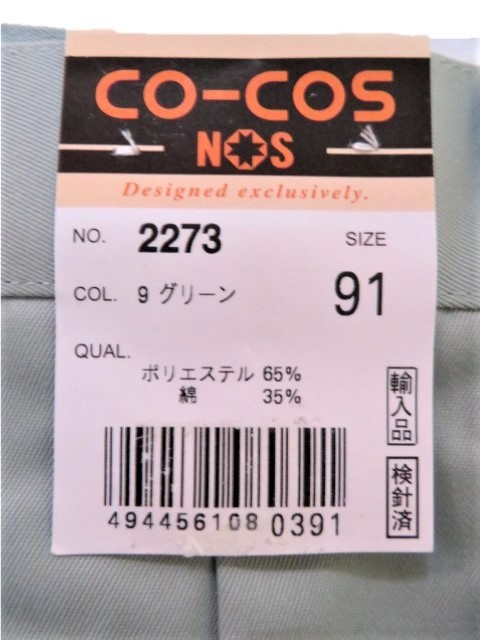 CO-COS
NOS
Designed exclusively.
NO. 2273 SIZE
COL. 9 グリーン 91
QUAL.
ポリエステル 65%
綿 35%
輸入品
検針済
4944561080391